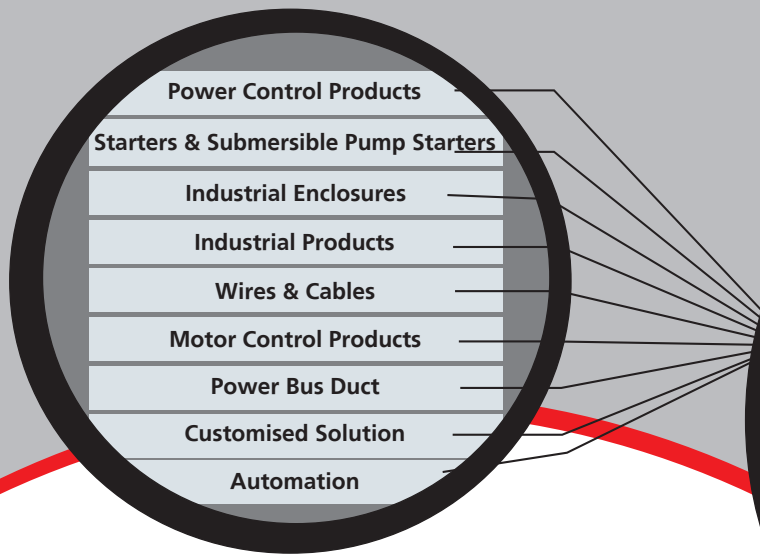 Power Control Products
Starters & Submersible Pump Starters
Industrial Enclosures
Industrial Products
Wires & Cables
Motor Control Products
Power Bus Duct
Customised Solution
Automation